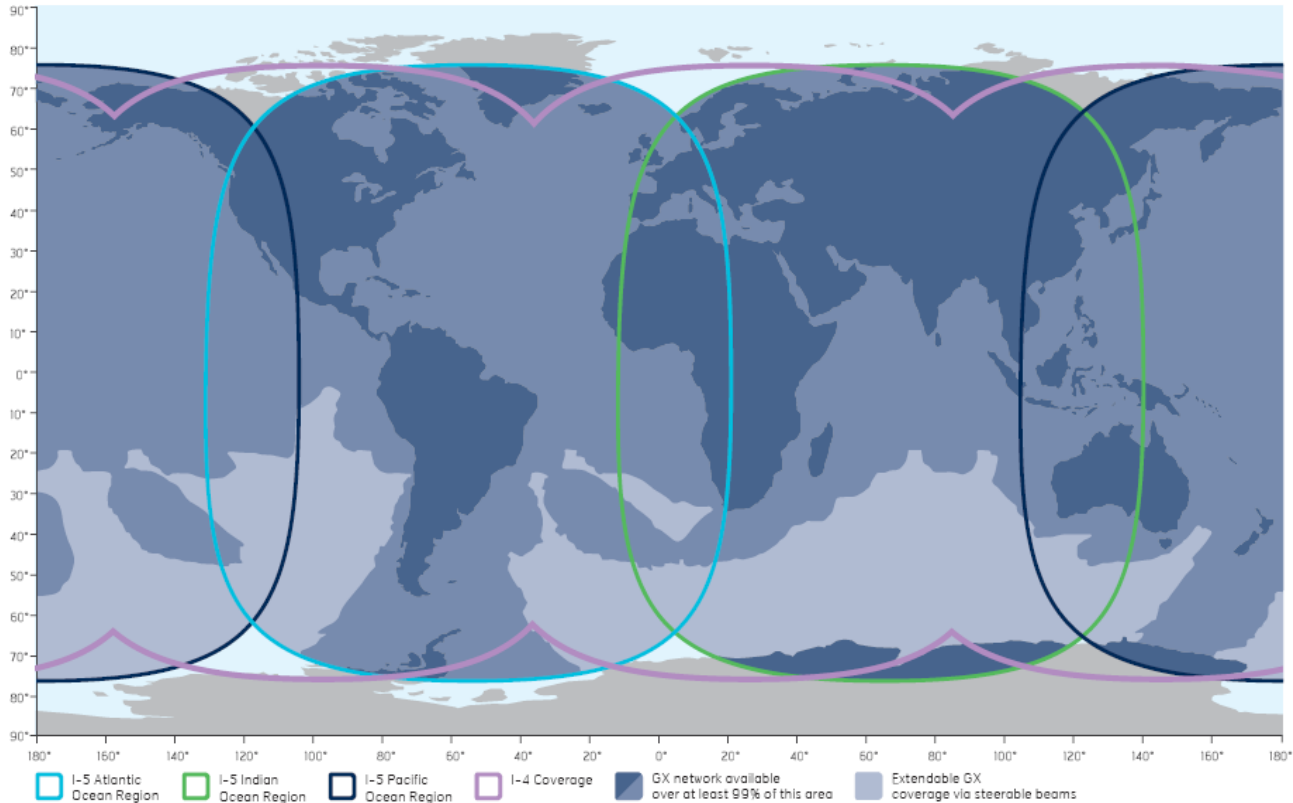 90°
80°
70°
60°
50°
40°
30°
20°
10°
0°
10°
20°
30°
40°
50°
60°
70°
80°
90°
180° 160° 140° 120° 100° 80° 60° 40° 20° 0° 20° 40° 60° 80° 100° 120° 140° 160° 180°
I-5 Atlantic
Ocean Region
I-5 Indian
Ocean Region
I-5 Pacific
Ocean Region
I-4 Coverage
GX network available
over at least 99% of this area
Extendable GX
coverage via steerable beams